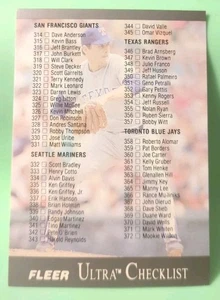 SAN FRANCISCO GIANTS
314 Dave Anderson
315 Kevin Bass
316 Jeff Brantley
317 John Burkett
318 Will Clark
319 Steve Decker
320 Scott Garrelts
321 Terry Kennedy
322 Mark Leonard
323 Darren Lewis
324 Greg Litton
325 Willie McGee
326 Kevin Mitchell
327 Don Robinson
328 Andres Santana
329 Robby Thompson
330 Jose Uribe
331 Matt Williams
SEATTLE MARINERS
332 Scott Bradley
333 Henry Cotto
334 Alvin Davis
335 Ken Griffey
336 Ken Griffey
337 Erik Hanson
338 Brian Holman
339 Randy Johnson
340 Edgar Martinez
341 Tino Martinez
342 Pete O'Brien
343 Harold Reynolds
344 David Valle
345 Omar Vizquel
TEXAS RANGERS
346 Brad Arnsberg
347 Kevin Brown
348 Julio Franco
349 Jeff Huson
350 Rafael Palmeiro
351 Geno Petralli
352 Gary Pettis
353 Kenny Rogers
354 Jeff Russell
355 Nolan Ryan
356 Ruben Sierra
357 Bobby Witt
TORONTO BLUE JAYS
358 Roberto Alomar
359 Pat Borders
360 Joe Carter
361 Kelly Gruber
362 Tom Henke
363 Glenallen Hill
364 Jimmy Key
365 Manny Lee
366 Rance Mulliniks
367 John Olerud
368 Dave Stieb
369 Duane Ward
370 David Wells
371 Mark Whiten
372 Mookie Wilson
FLEER ULTRA™ CHECKLIST